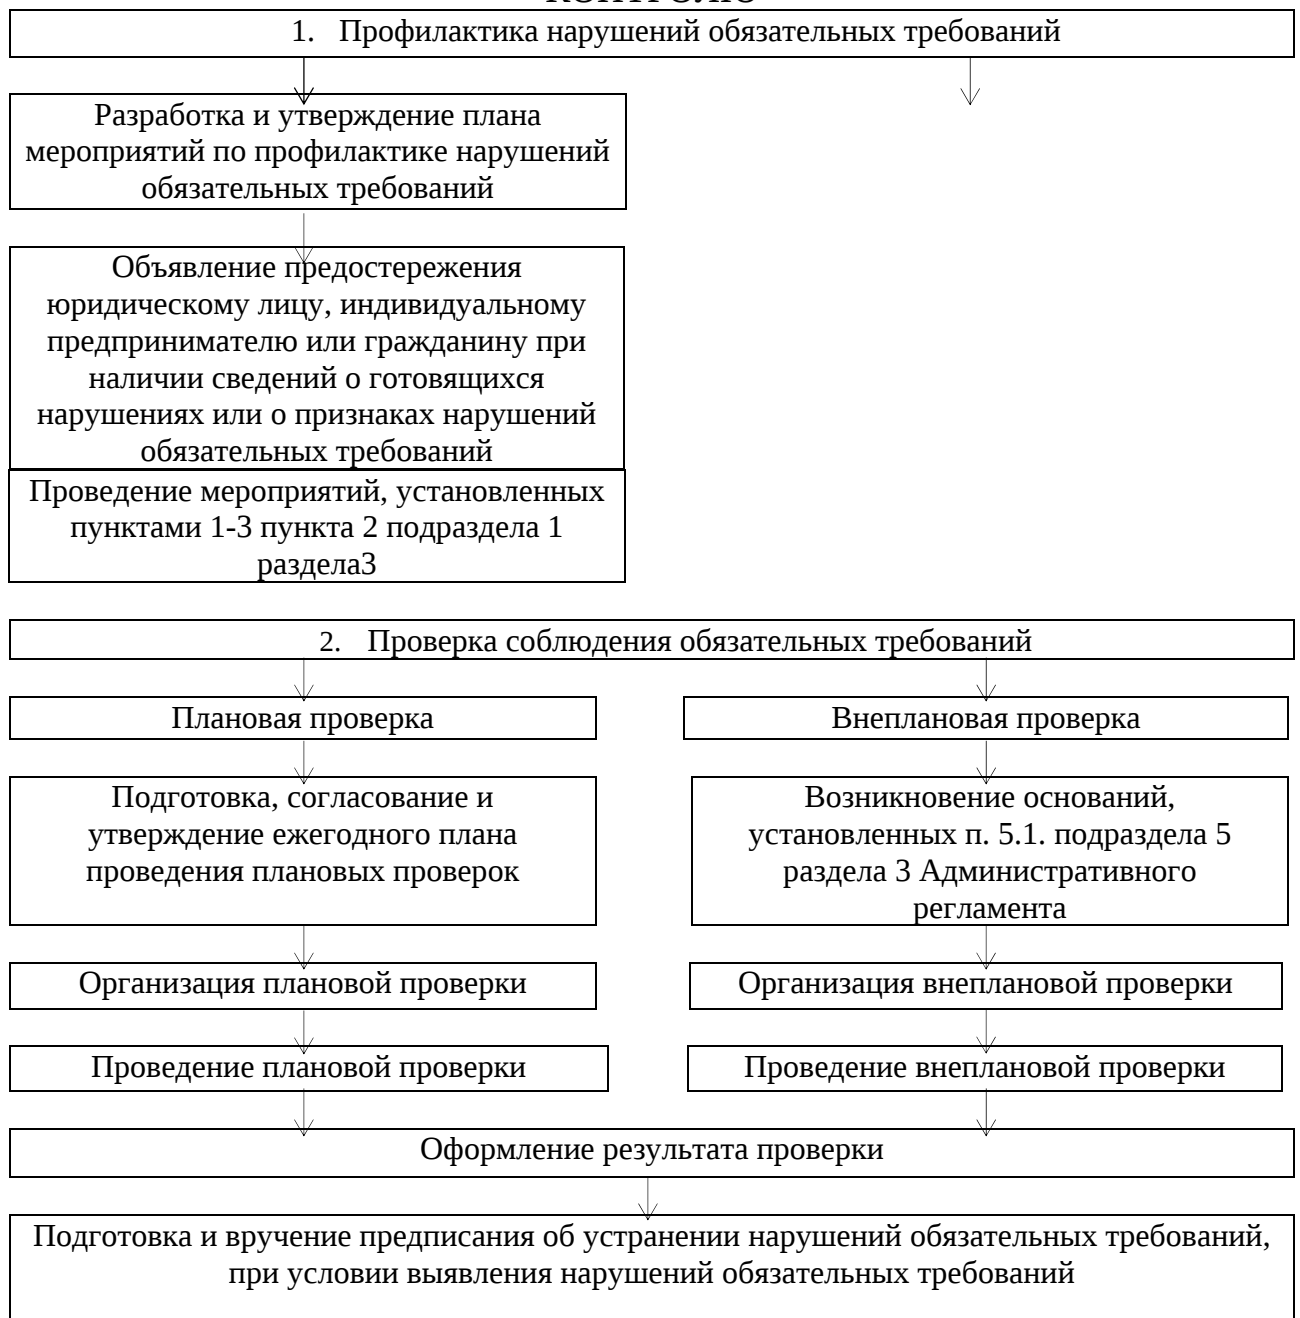 1. Профилактика нарушений обязательных требований
Разработка и утверждение плана
мероприятий по профилактике нарушений
обязательных требований
Объявление предостережения
юридическому лицу, индивидуальному
предпринимателю или гражданину при
наличии сведений о готовящихся
нарушениях или о признаках нарушений
обязательных требований
Проведение мероприятий, установленных
пунктами 1-3 пункта 2 подраздела 1
раздела3
2. Проверка соблюдения обязательных требований
Плановая проверка
Внеплановая проверка
Подготовка, согласование и
утверждение ежегодного плана
проведения плановых проверок
Возникновение оснований,
установленных п. 5.1. подраздела 5
раздела 3 Административного
регламента
Организация плановой проверки
Организация внеплановой проверки
Проведение плановой проверки
Проведение внеплановой проверки
Оформление результата проверки
Подготовка и вручение предписания об устранении нарушений обязательных требований,
при условии выявления нарушений обязательных требований